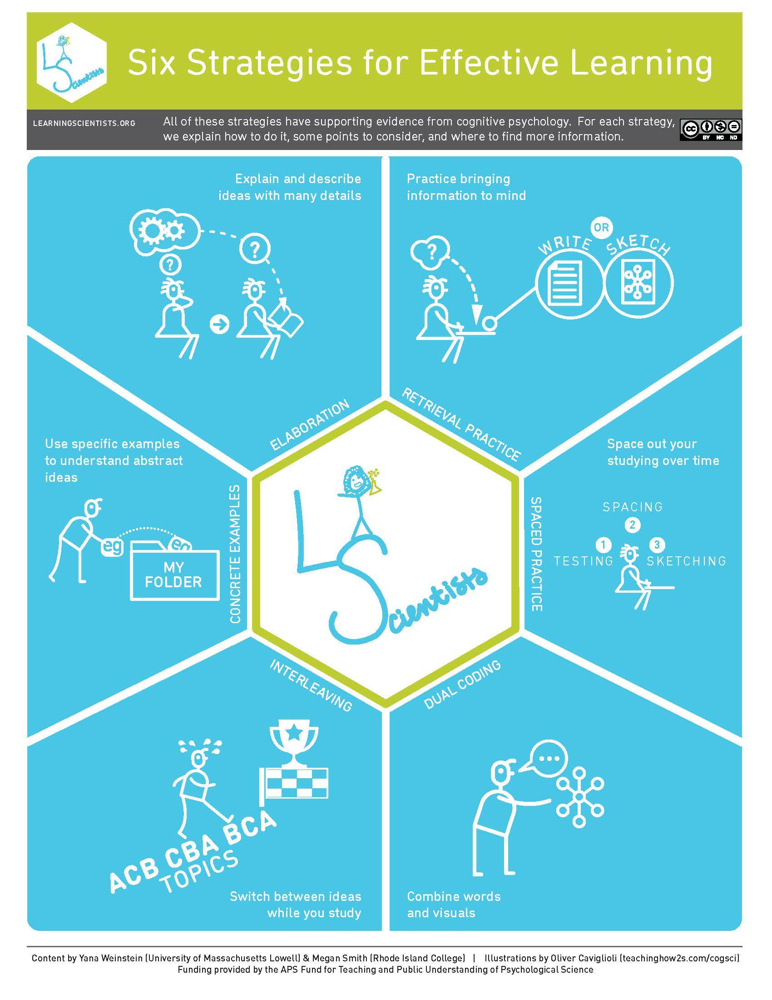 Scientists
Six Strategies for Effective Learning
LEARNINGSCIENTISTS.ORG
All of these strategies have supporting evidence from cognitive psychology. For each strategy,
we explain how to do it, some points to consider, and where to find more information.
cc
BY NC ND
Explain and describe
ideas with many details
?
?
ELABORATION
Practice bringing
information to mind
?
WRITE OR SKETCH
RETRIEVAL PRACTICE
Use specific examples
to understand abstract
ideas
eg
eg
MY
FOLDER
CONCRETE EXAMPLES
LScientists
SPACED PRACTICE
Space out your
studying over time
SPACING
2
1
3
TESTING
SKETCHING
INTERLEAVING
ACB CBA BCA
TOPICS
Switch between ideas
while you study
DUAL CODING
Combine words
and visuals
Content by Yana Weinstein (University of Massachusetts Lowell) & Megan Smith (Rhode Island College) | Illustrations by Oliver Caviglioli (teachinghow2s.com/cogsci)
Funding provided by the APS Fund for Teaching and Public Understanding of Psychological Science